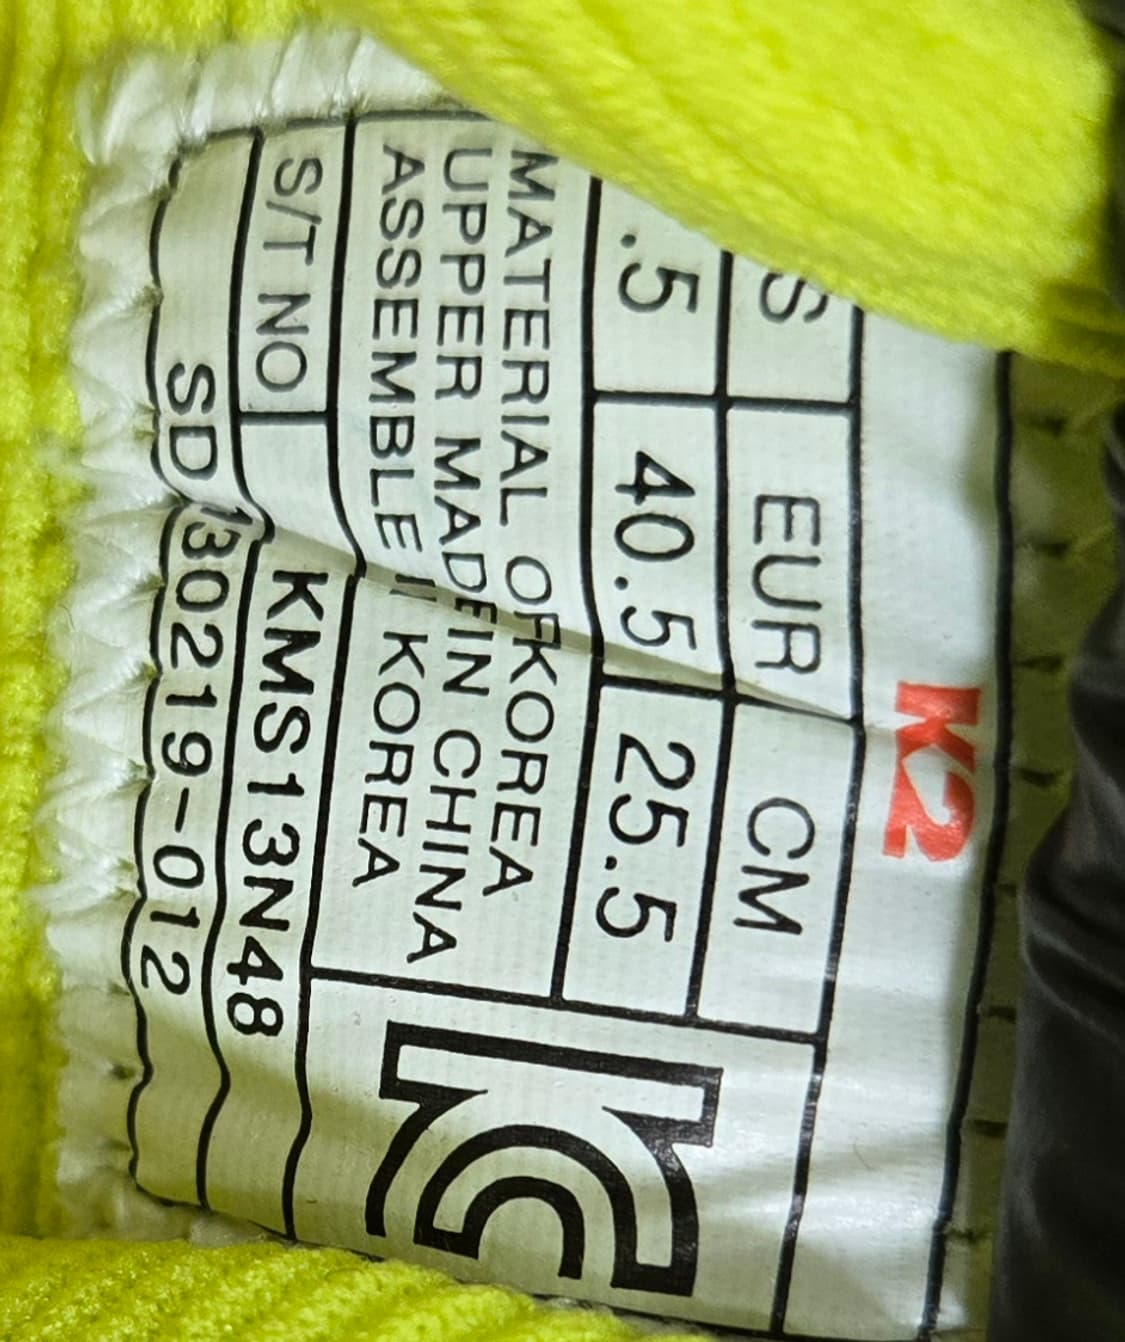 K2
S EUR CM
.5 40.5 25.5
MATERIAL OF KOREA
UPPER MADE IN CHINA
ASSEMBLE KOREA
S/T NO KMS13N48
SD 130219-012